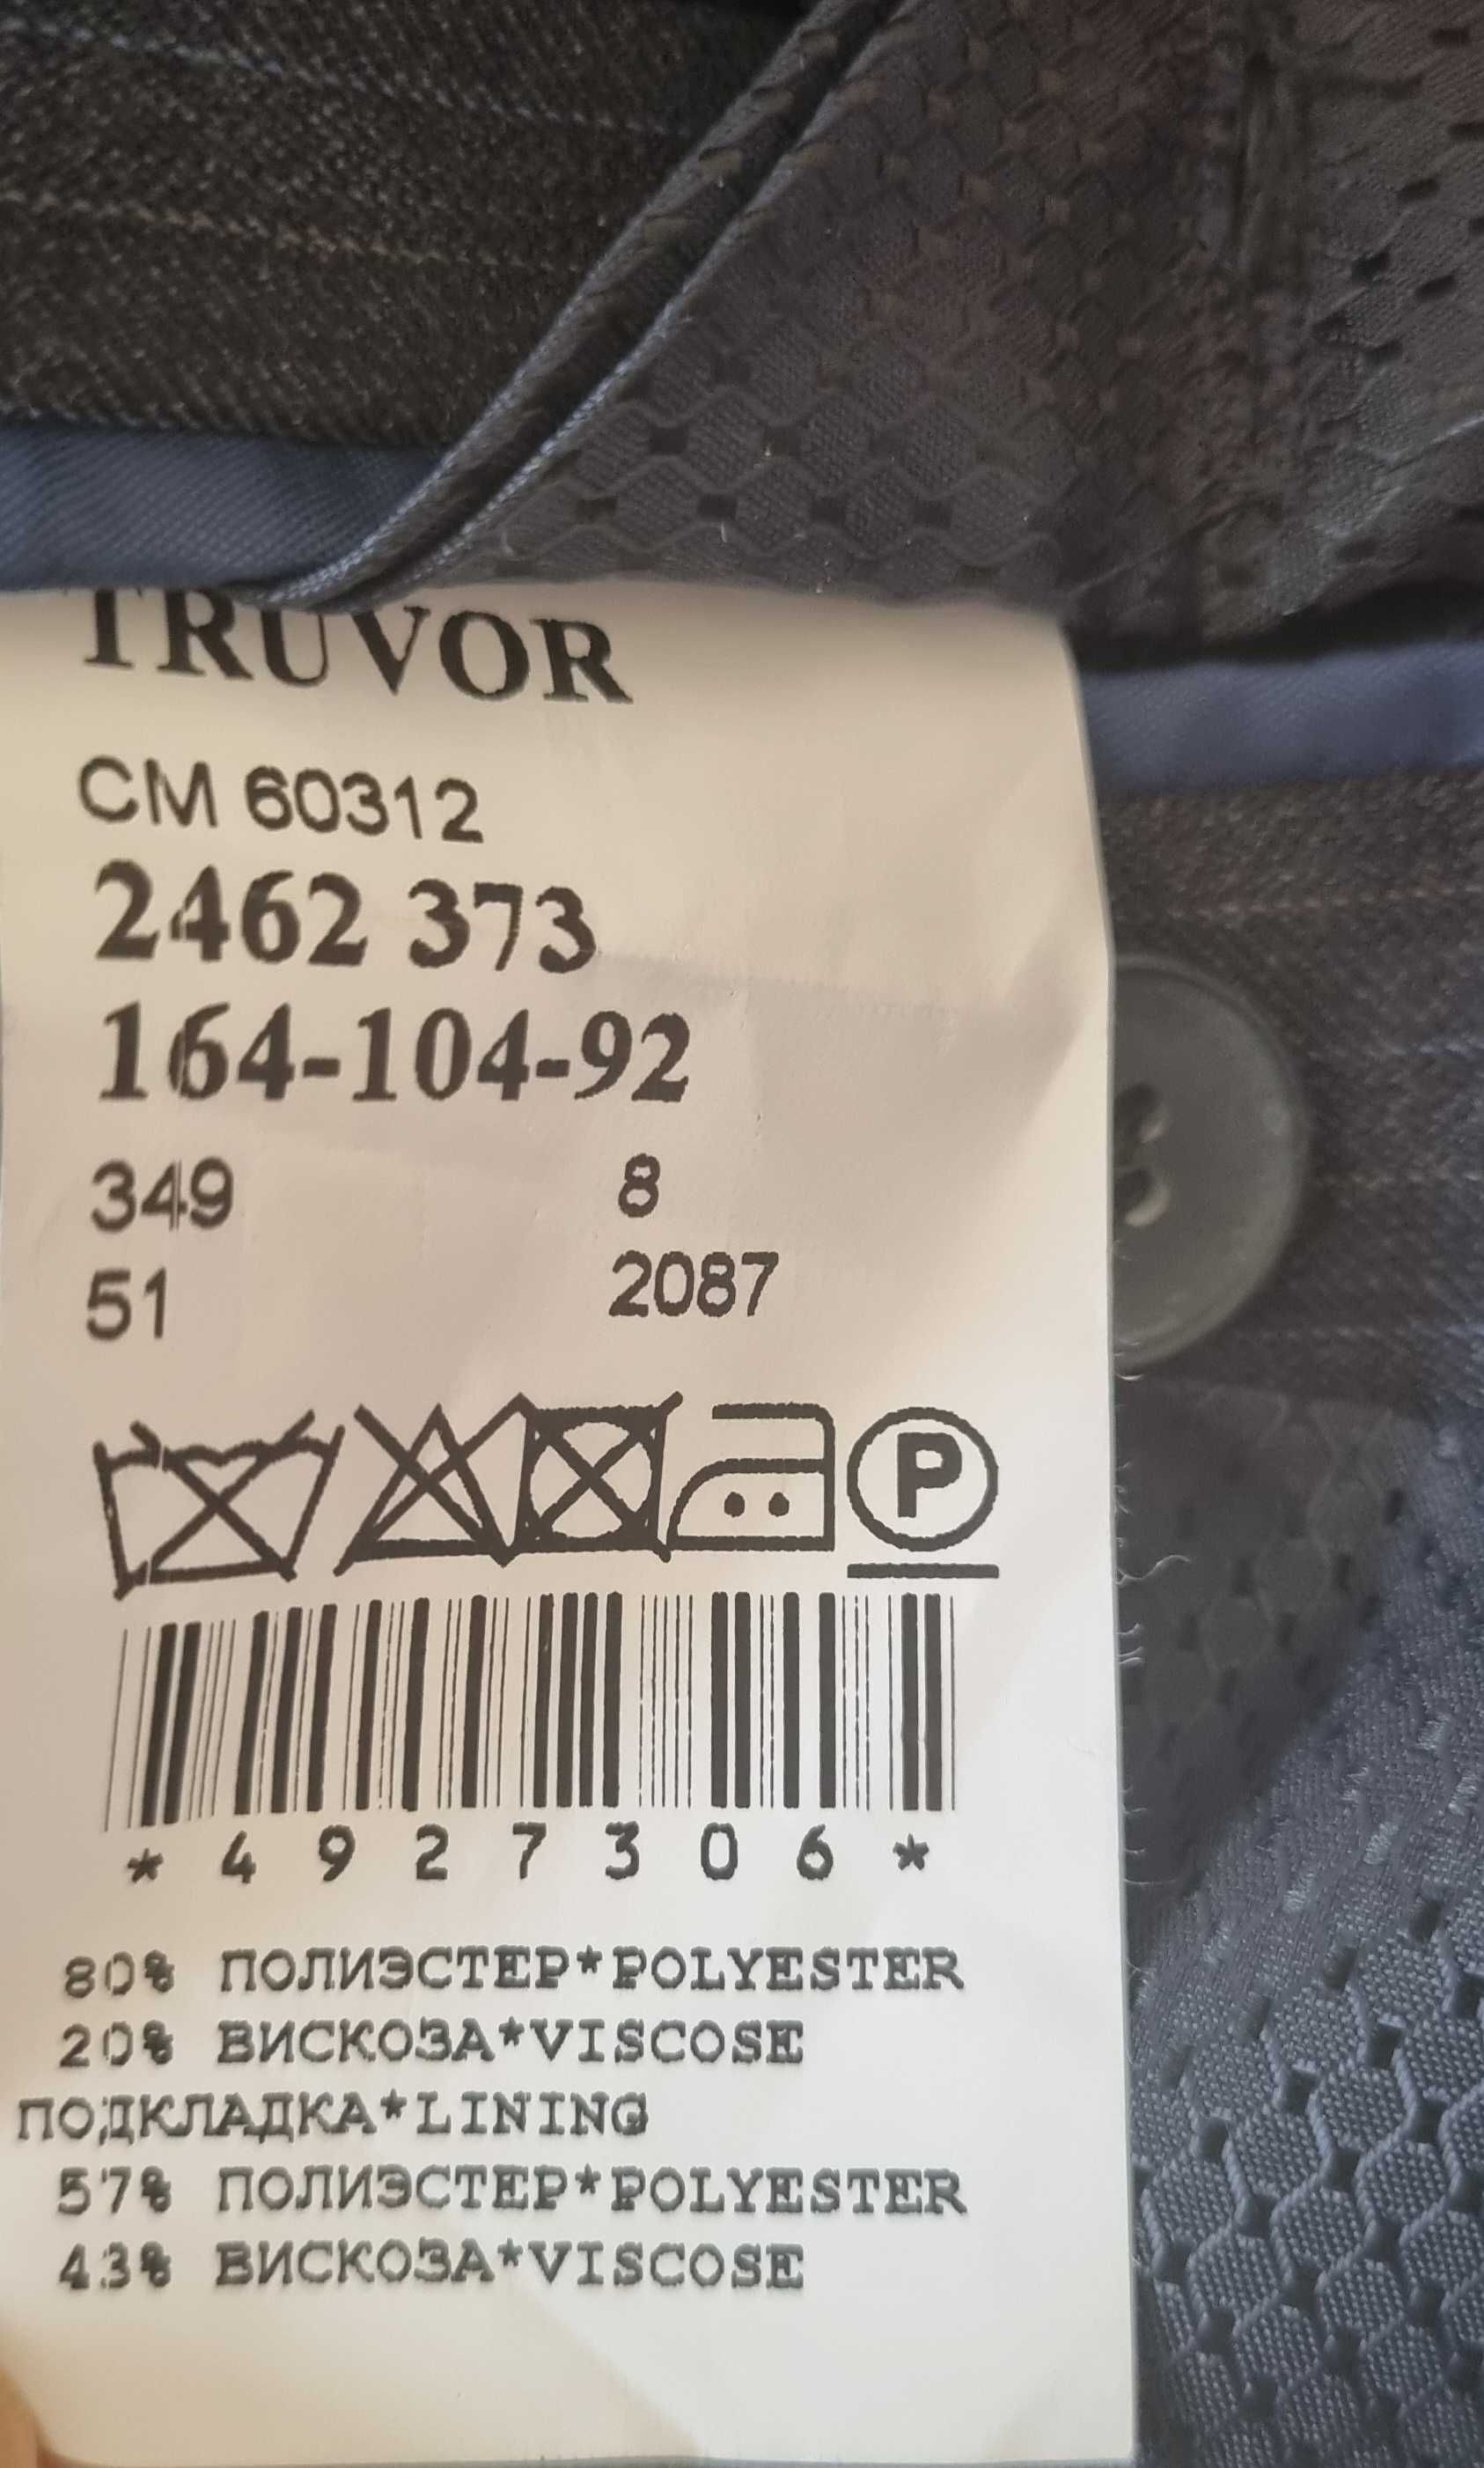 TRUVOR
СМ 60312
2462 373
164-104-92
349 8
51 2087
P
*4927306*
80% ПОЛИЭСТЕР*POLYESTER
20% ВИСКОЗА*VISCOSE
ПОДКЛАДКА*LINING
57% ПОЛИЭСТЕР*POLYESTER
43% ВИСКОЗА*VISCOSE